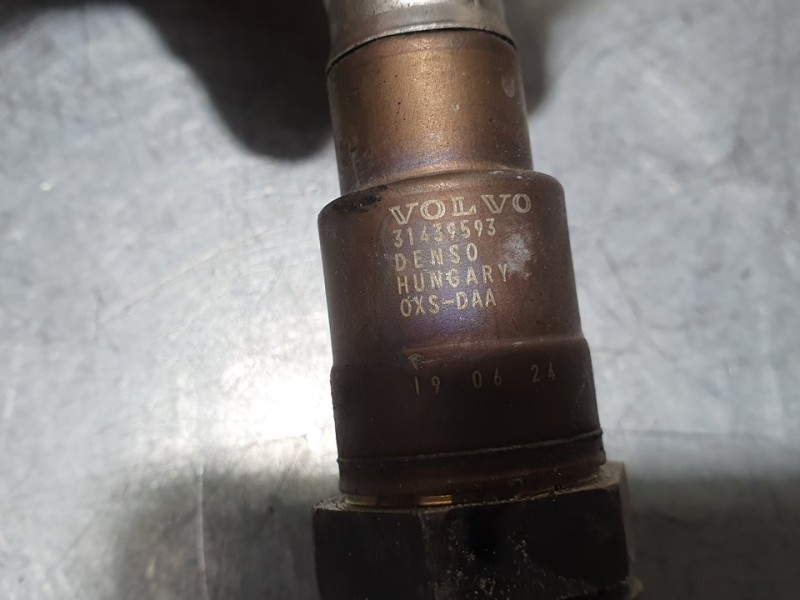 VOLVO
31439593
DENSO
HUNGARY
OXS-DAA
19 06 24